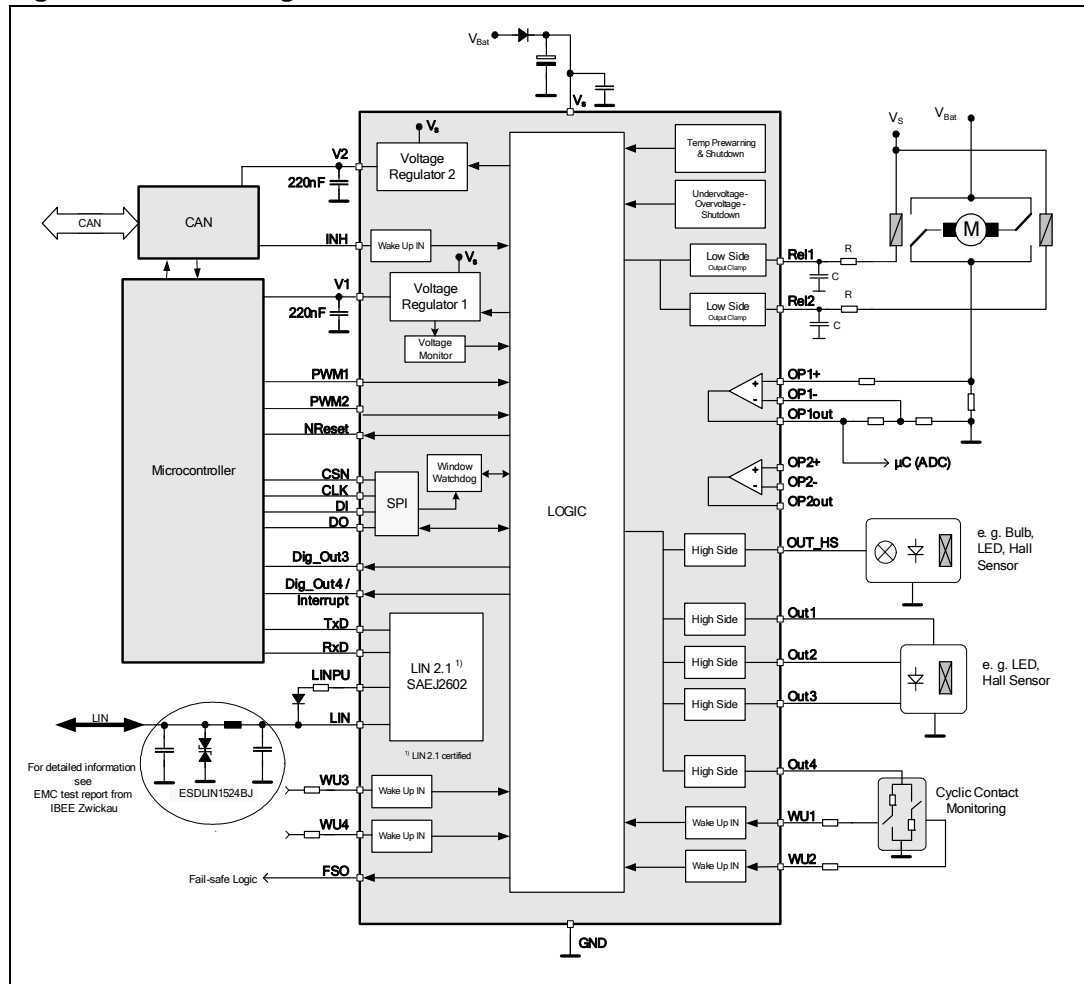 V_Bat
V_s
V2
V_s
Voltage
Regulator 2
220nF
CAN
CAN
INH
Wake Up IN
V_s
V1
Voltage
Regulator 1
220nF
Voltage
Monitor
PWM1
PWM2
NReset
Microcontroller
CSN
CLK
DI
DO
SPI
Window
Watchdog
Dig_Out3
Dig_Out4 /
Interrupt
TxD
RxD
LINPU
LIN
LIN 2.1 1)
SAEJ2602
1) LIN 2.1 certified
LIN
For detailed information
see
EMC test report from
IBEE Zwickau
ESDLIN1524BJ
WU3
Wake Up IN
WU4
Wake Up IN
Fail-safe Logic
FSO
LOGIC
GND
Temp Prewarning
& Shutdown
Undervoltage-
Overvoltage-
Shutdown
V_S
V_Bat
M
Low Side
Output Clamp
Rel1
R
C
Low Side
Output Clamp
Rel2
R
C
+
-
OP1+
OP1-
OP1out
µC (ADC)
+
-
OP2+
OP2-
OP2out
High Side
OUT_HS
e. g. Bulb,
LED, Hall
Sensor
High Side
Out1
High Side
Out2
High Side
Out3
e. g. LED,
Hall Sensor
High Side
Out4
Cyclic Contact
Monitoring
Wake Up IN
WU1
Wake Up IN
WU2